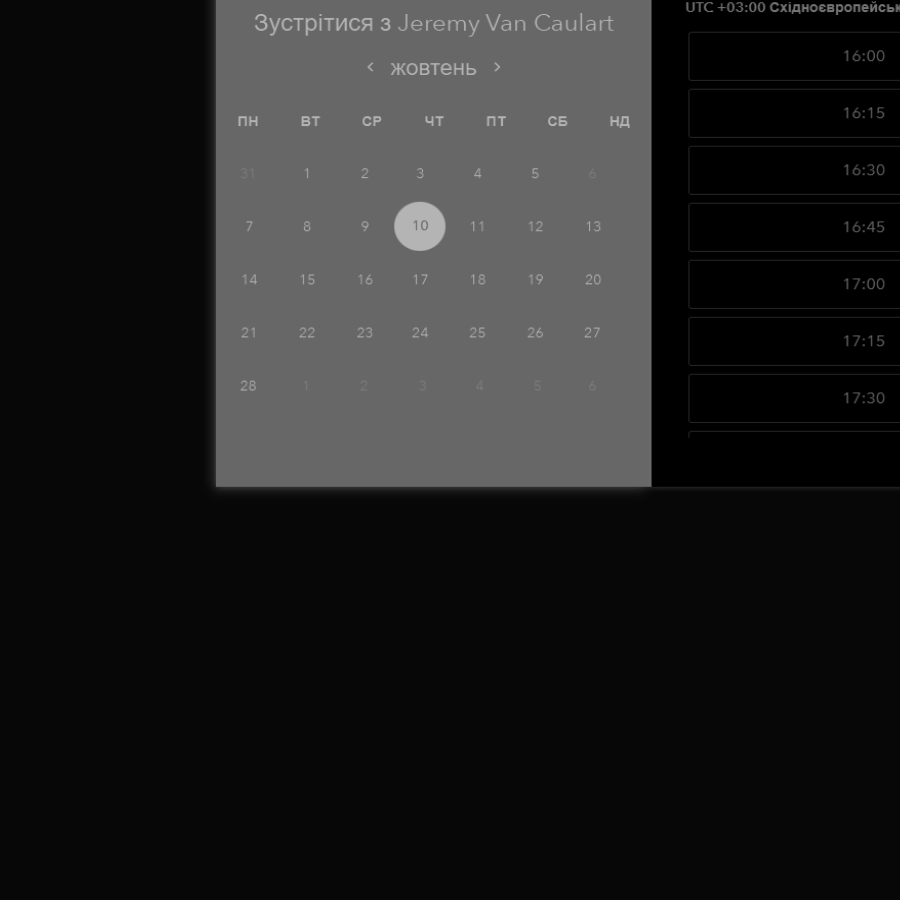 Зустрітися з Jeremy Van Caulart
< жовтень >
ПН ВТ СР ЧТ ПТ СБ НД
31 1 2 3 4 5 6
7 8 9 10 11 12 13
14 15 16 17 18 19 20
21 22 23 24 25 26 27
28 1 2 3 4 5 6
UTC +03:00 Східноєвропейськ
16:00
16:15
16:30
16:45
17:00
17:15
17:30